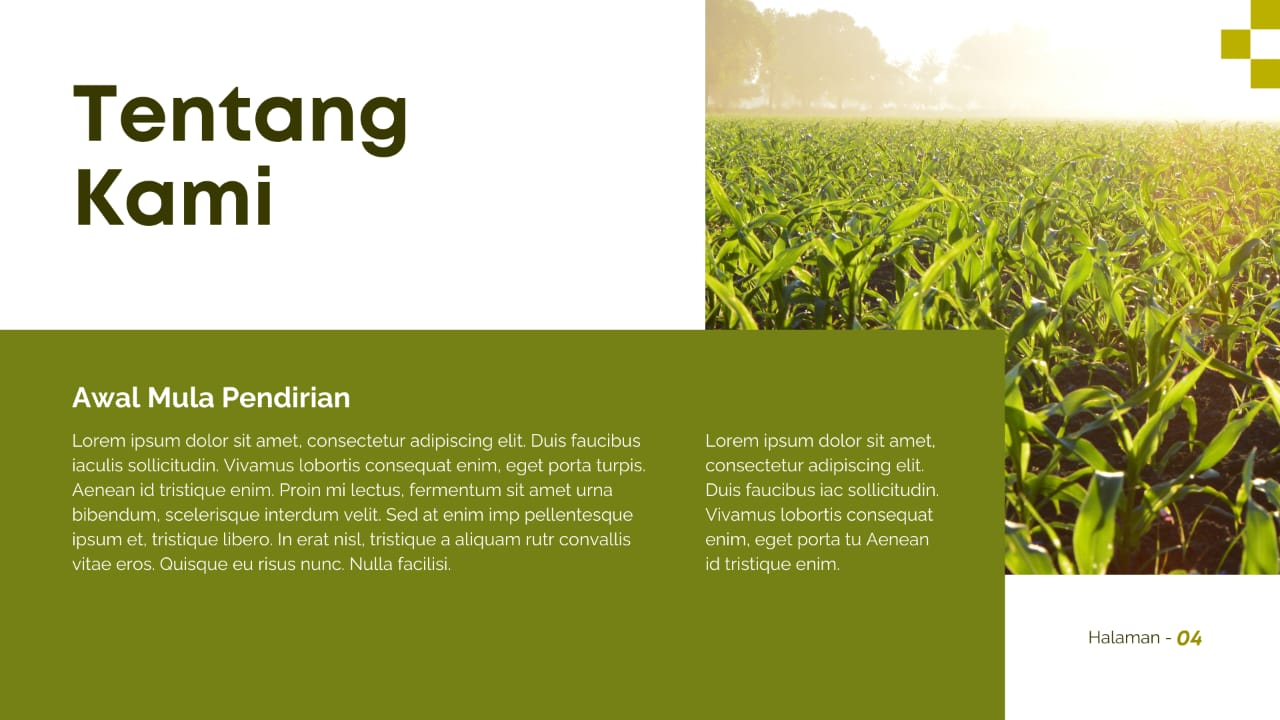 Tentang
Kami
Awal Mula Pendirian
Lorem ipsum dolor sit amet, consectetur adipiscing elit. Duis faucibus
iaculis sollicitudin. Vivamus lobortis consequat enim, eget porta turpis.
Aenean id tristique enim. Proin mi lectus, fermentum sit amet urna
bibendum, scelerisque interdum velit. Sed at enim imp pellentesque
ipsum et, tristique libero. In erat nisl, tristique a aliquam rutr convallis
vitae eros. Quisque eu risus nunc. Nulla facilisi.
Lorem ipsum dolor sit amet,
consectetur adipiscing elit.
Duis faucibus iac sollicitudin.
Vivamus lobortis consequat
enim, eget porta tu Aenean
id tristique enim.
Halaman - 04